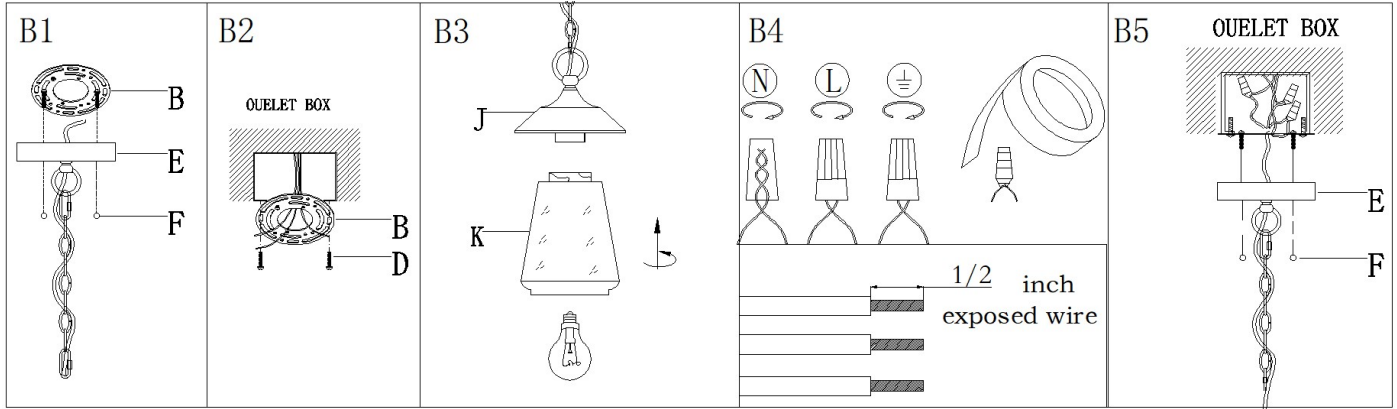 B1
B
E
F
B2
OUELET BOX
B
D
B3
J
K
B4
N L
1/2 inch
exposed wire
B5
OUELET BOX
E
F